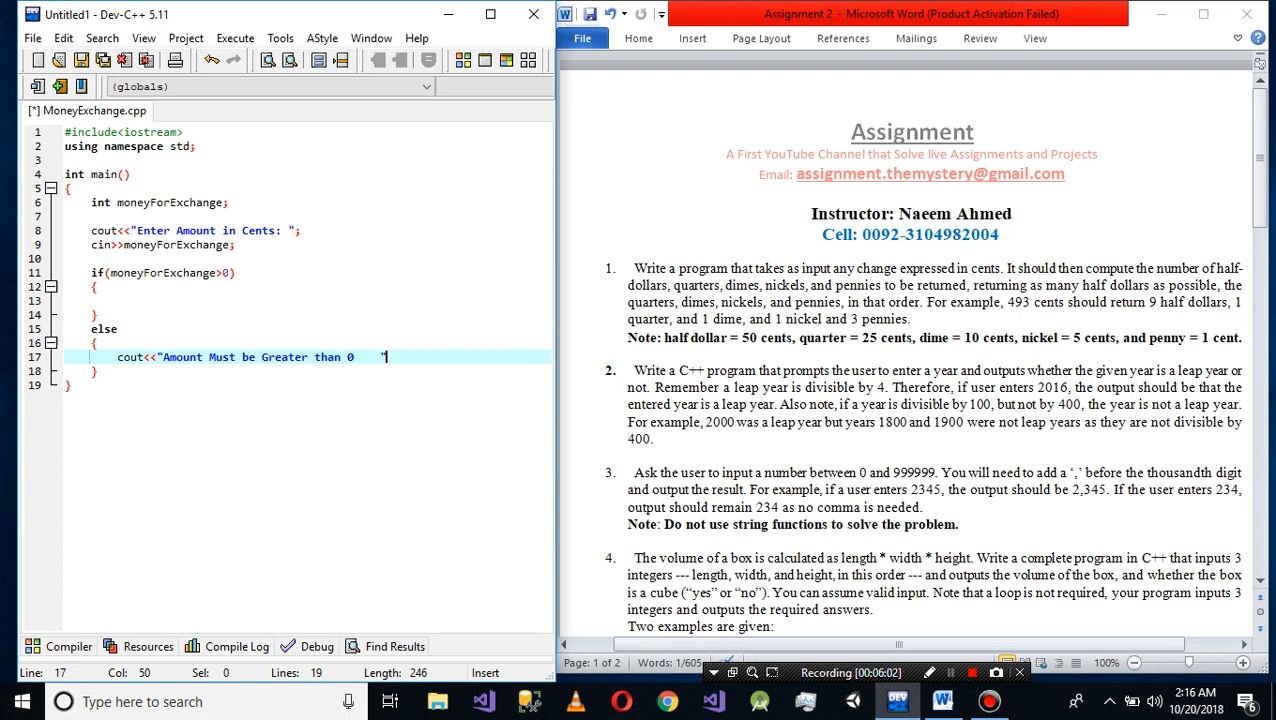 Untitled1 - Dev-C++ 5.11
File Edit Search View Project Execute Tools AStyle Window Help
(globals)
[*] MoneyExchange.cpp
1 #include<iostream>
2 using namespace std;
3
4 int main()
5 {
6 int moneyForExchange;
7
8 cout<<"Enter Amount in Cents: ";
9 cin>>moneyForExchange;
10
11 if(moneyForExchange>0)
12 {
13
14 }
15 else
16 {
17 cout<<"Amount Must be Greater than 0    "
18 }
19 }
Compiler Resources Compile Log Debug Find Results
Line: 17 Col: 50 Sel: 0 Lines: 19 Length: 246 Insert
Assignment 2 - Microsoft Word (Product Activation Failed)
File Home Insert Page Layout References Mailings Review View
Assignment
A First YouTube Channel that Solve live Assignments and Projects
Email: assignment.themystery@gmail.com
Instructor: Naeem Ahmed
Cell: 0092-3104982004
1. Write a program that takes as input any change expressed in cents. It should then compute the number of half-
dollars, quarters, dimes, nickels, and pennies to be returned, returning as many half dollars as possible, the
quarters, dimes, nickels, and pennies, in that order. For example, 493 cents should return 9 half dollars, 1
quarter, and 1 dime, and 1 nickel and 3 pennies.
Note: half dollar = 50 cents, quarter = 25 cents, dime = 10 cents, nickel = 5 cents, and penny = 1 cent.
2. Write a C++ program that prompts the user to enter a year and outputs whether the given year is a leap year or
not. Remember a leap year is divisible by 4. Therefore, if user enters 2016, the output should be that the
entered year is a leap year. Also note, if a year is divisible by 100, but not by 400, the year is not a leap year.
For example, 2000 was a leap year but years 1800 and 1900 were not leap years as they are not divisible by
400.
3. Ask the user to input a number between 0 and 999999. You will need to add a ‘,’ before the thousandth digit
and output the result. For example, if a user enters 2345, the output should be 2,345. If the user enters 234,
output should remain 234 as no comma is needed.
Note: Do not use string functions to solve the problem.
4. The volume of a box is calculated as length * width * height. Write a complete program in C++ that inputs 3
integers --- length, width, and height, in this order --- and outputs the volume of the box, and whether the box
is a cube (“yes” or “no”). You can assume valid input. Note that a loop is not required, your program inputs 3
integers and outputs the required answers.
Two examples are given:
Page: 1 of 2 Words: 1/605 100%
Recording [00:06:02]
Type here to search
DEV
2:16 AM
10/20/2018
6